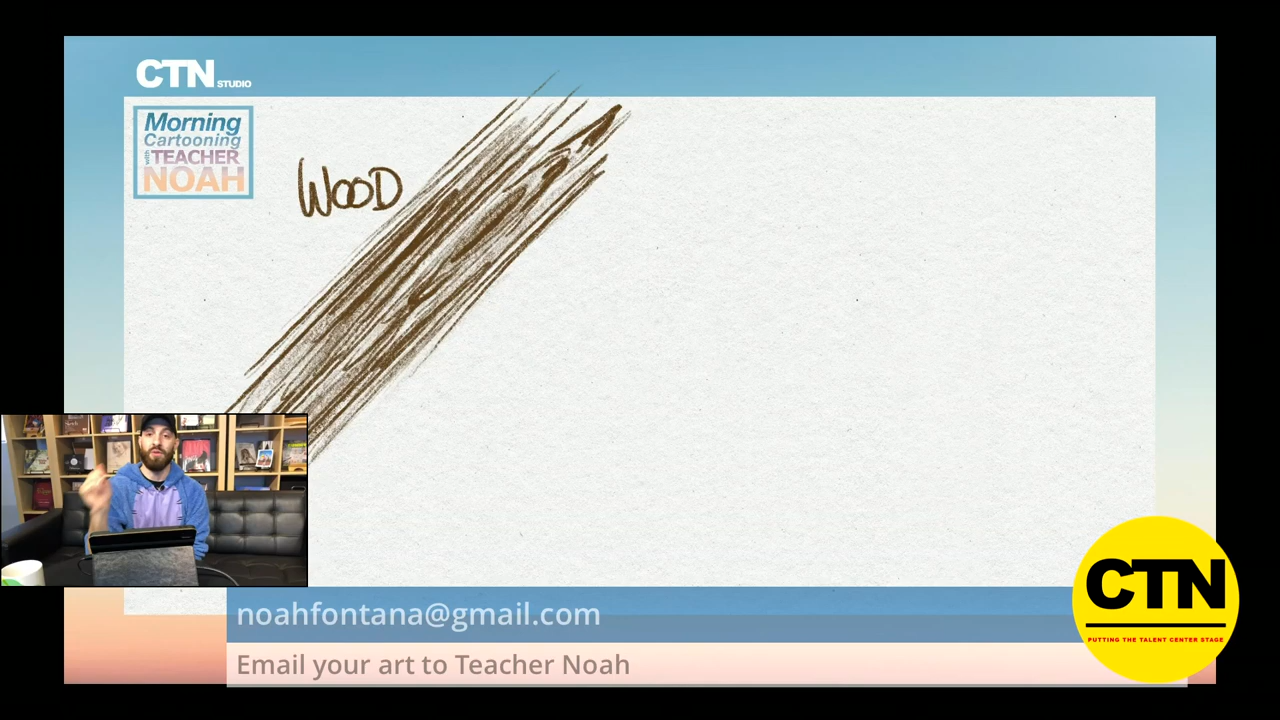 CTN STUDIO
Morning
Cartooning
with TEACHER
NOAH
WOOD
noahfontana@gmail.com
Email your art to Teacher Noah
CTN
PUTTING THE TALENT CENTER STAGE